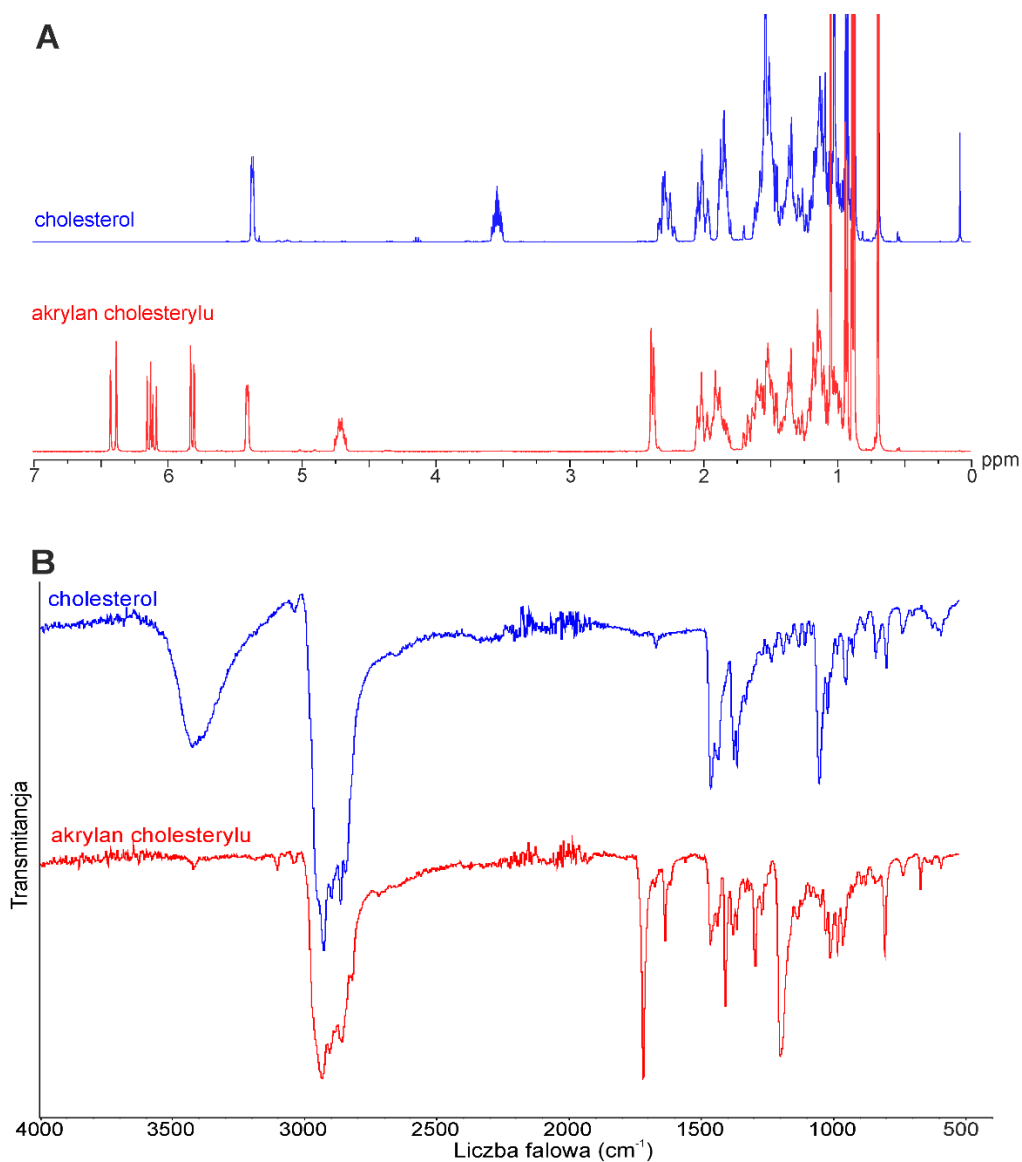 A
cholesterol
akrylan cholesterylu
7 6 5 4 3 2 1 0 ppm
B
cholesterol
akrylan cholesterylu
Transmitancja
4000 3500 3000 2500 2000 1500 1000 500
Liczba falowa (cm⁻¹)